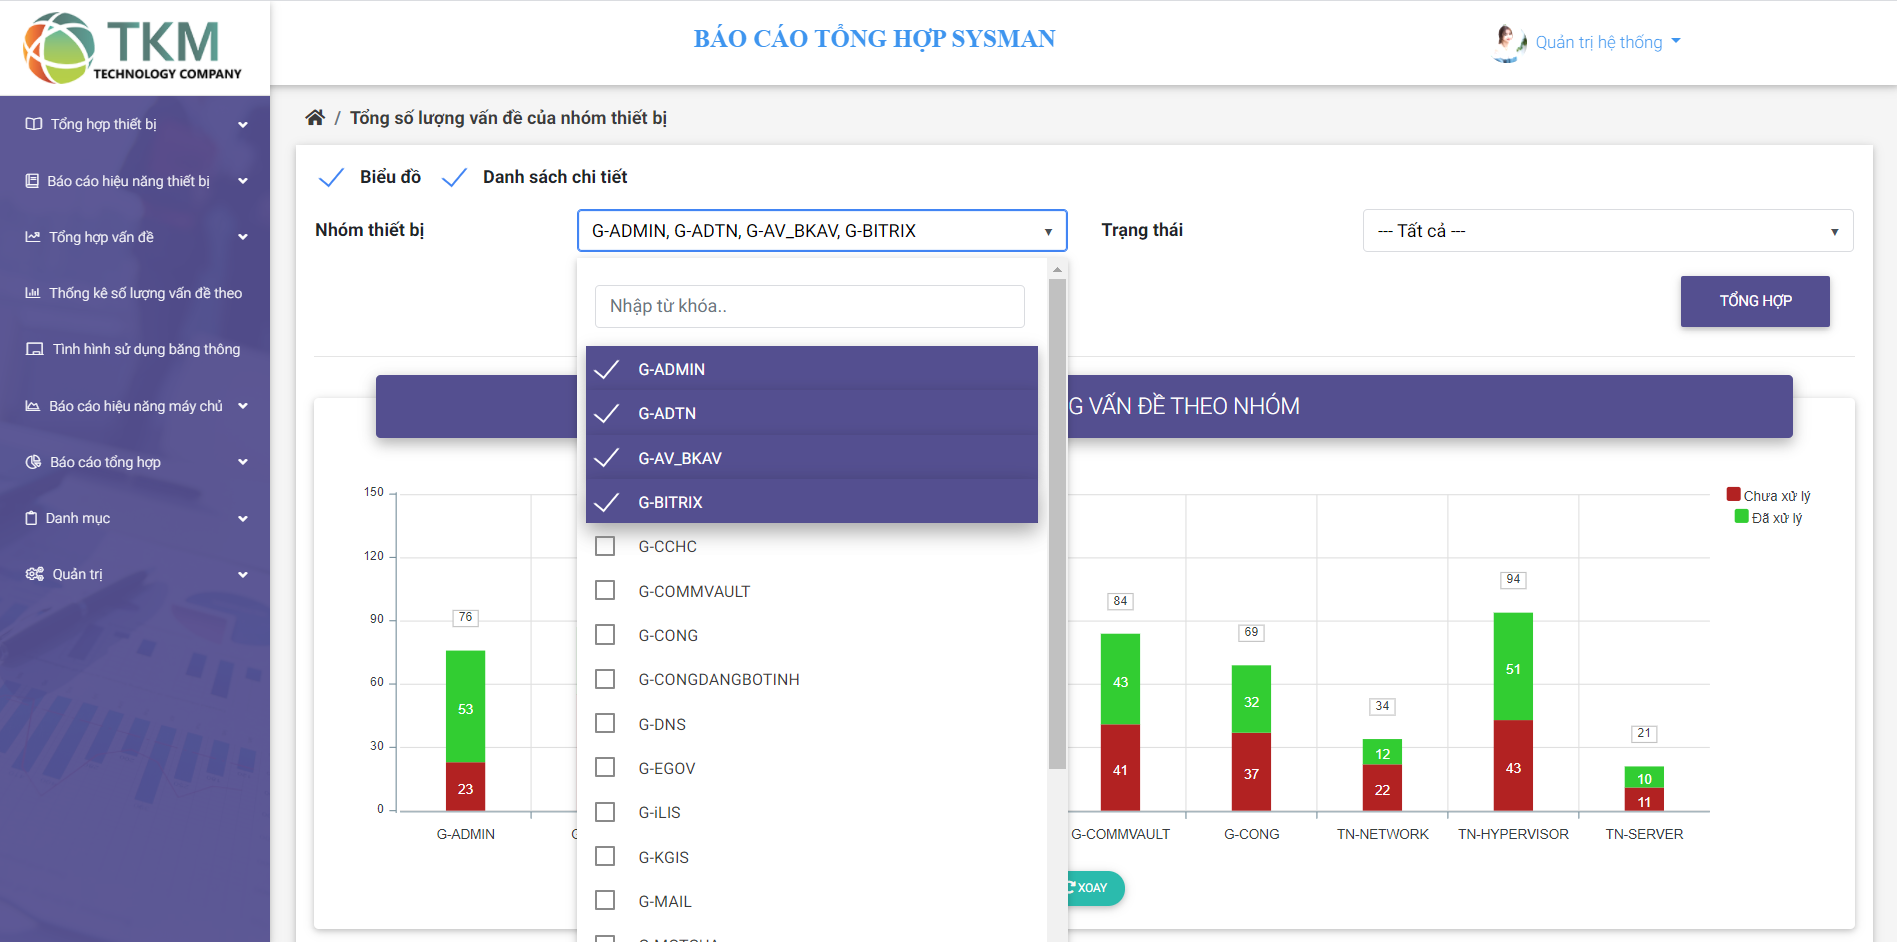 TKM
TECHNOLOGY COMPANY
BÁO CÁO TỔNG HỢP SYSMAN
Quản trị hệ thống
Tổng hợp thiết bị
Báo cáo hiệu năng thiết bị
Tổng hợp vấn đề
Thống kê số lượng vấn đề theo
Tình hình sử dụng băng thông
Báo cáo hiệu năng máy chủ
Báo cáo tổng hợp
Danh mục
Quản trị
/ Tổng số lượng vấn đề của nhóm thiết bị
Biểu đồ
Danh sách chi tiết
Nhóm thiết bị
G-ADMIN, G-ADTN, G-AV_BKAV, G-BITRIX
Trạng thái
--- Tất cả ---
TỔNG HỢP
Nhập từ khóa..
G-ADMIN
G-ADTN
G-AV_BKAV
G-BITRIX
G-CCHC
G-COMMVAULT
G-CONG
G-CONGDANGBOTINH
G-DNS
G-EGOV
G-iLIS
G-KGIS
G-MAIL
G VẤN ĐỀ THEO NHÓM
Chưa xử lý
Đã xử lý
150
120
90
60
30
0
76
53
23
84
43
41
69
32
37
34
12
22
94
51
43
21
10
11
G-ADMIN
G-COMMVAULT
G-CONG
TN-NETWORK
TN-HYPERVISOR
TN-SERVER
XOAY